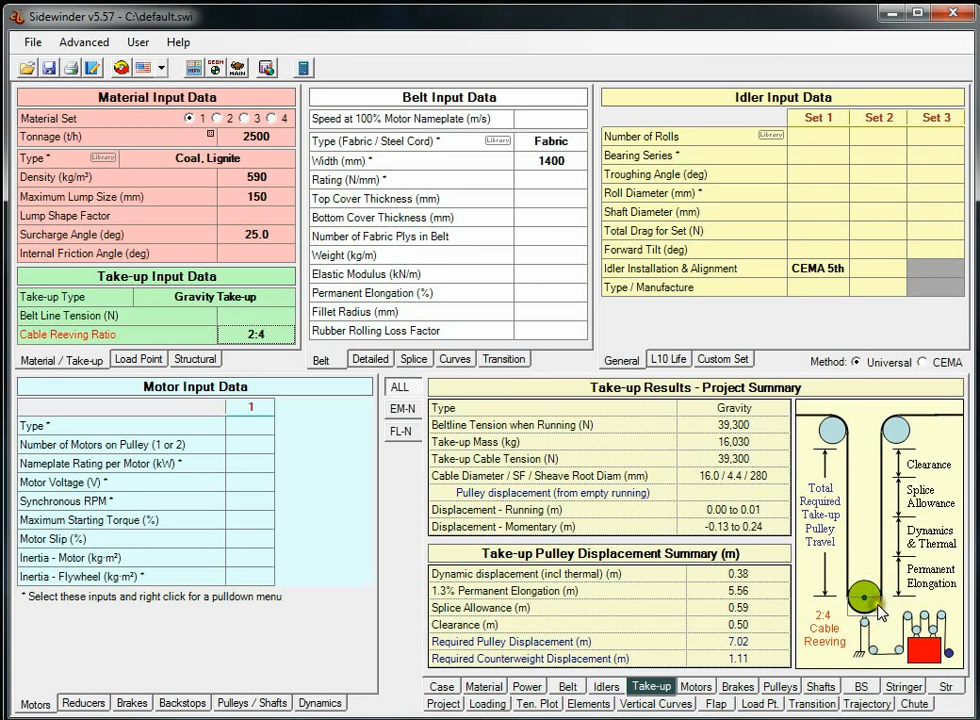 Sidewinder v5.57 - C:\default.swi
File Advanced User Help
Material Input Data
Material Set 1 2 3 4
Tonnage (t/h) 2500
Type * Library Coal, Lignite
Density (kg/m³) 590
Maximum Lump Size (mm) 150
Lump Shape Factor
Surcharge Angle (deg) 25.0
Internal Friction Angle (deg)
Take-up Input Data
Take-up Type Gravity Take-up
Belt Line Tension (N)
Cable Reeving Ratio 2:4
Material / Take-up Load Point Structural
Belt Input Data
Speed at 100% Motor Nameplate (m/s)
Type (Fabric / Steel Cord) * Library Fabric
Width (mm) * 1400
Rating (N/mm) *
Top Cover Thickness (mm)
Bottom Cover Thickness (mm)
Number of Fabric Plys in Belt
Weight (kg/m)
Elastic Modulus (kN/m)
Permanent Elongation (%)
Fillet Radius (mm)
Rubber Rolling Loss Factor
Belt Detailed Splice Curves Transition
Idler Input Data
Set 1 Set 2 Set 3
Number of Rolls Library
Bearing Series *
Troughing Angle (deg)
Roll Diameter (mm) *
Shaft Diameter (mm)
Total Drag for Set (N)
Forward Tilt (deg)
Idler Installation & Alignment CEMA 5th
Type / Manufacture
General L10 Life Custom Set Method: Universal CEMA
Motor Input Data
1
Type *
Number of Motors on Pulley (1 or 2)
Nameplate Rating per Motor (kW) *
Motor Voltage (V) *
Synchronous RPM *
Maximum Starting Torque (%)
Motor Slip (%)
Inertia - Motor (kg·m²)
Inertia - Flywheel (kg·m²) *
* Select these inputs and right click for a pulldown menu
Motors Reducers Brakes Backstops Pulleys / Shafts Dynamics
ALL
EM-N
FL-N
Take-up Results - Project Summary
Type Gravity
Beltline Tension when Running (N) 39,300
Take-up Mass (kg) 16,030
Take-up Cable Tension (N) 39,300
Cable Diameter / SF / Sheave Root Diam (mm) 16.0 / 4.4 / 280
Pulley displacement (from empty running)
Displacement - Running (m) 0.00 to 0.01
Displacement - Momentary (m) -0.13 to 0.24
Take-up Pulley Displacement Summary (m)
Dynamic displacement (incl thermal) (m) 0.38
1.3% Permanent Elongation (m) 5.56
Splice Allowance (m) 0.59
Clearance (m) 0.50
Required Pulley Displacement (m) 7.02
Required Counterweight Displacement (m) 1.11
Total
Required
Take-up
Pulley
Travel
Clearance
Splice
Allowance
Dynamics
& Thermal
Permanent
Elongation
2:4
Cable
Reeving
Case Material Power Belt Idlers Take-up Motors Brakes Pulleys Shafts BS Stringer Str
Project Loading Ten. Plot Elements Vertical Curves Flap Load Pt. Transition Trajectory Chute